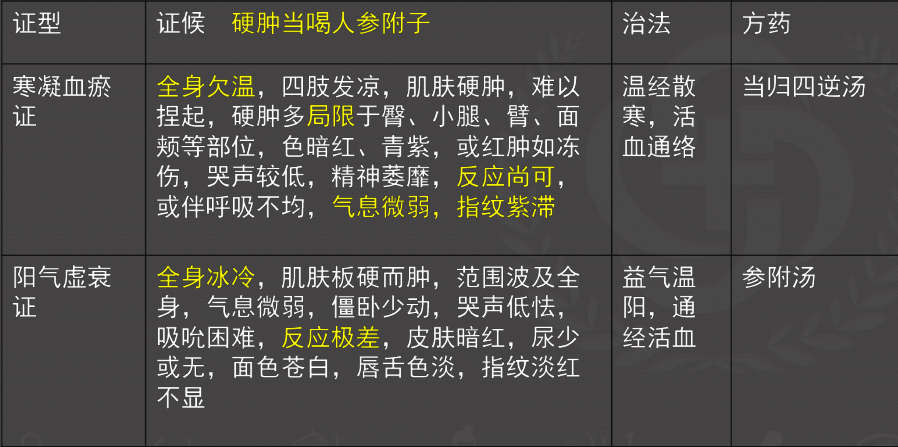 证型
证候 硬肿当喝人参附子
治法
方药
寒凝血瘀
证
全身欠温，四肢发凉，肌肤硬肿，难以
捏起，硬肿多局限于臀、小腿、臂、面
颊等部位，色暗红、青紫，或红肿如冻
伤，哭声较低，精神萎靡，反应尚可，
或伴呼吸不均，气息微弱，指纹紫滞
温经散
寒，活
血通络
当归四逆汤
阳气虚衰
证
全身冰冷，肌肤板硬而肿，范围波及全
身，气息微弱，僵卧少动，哭声低怯，
吸吮困难，反应极差，皮肤暗红，尿少
或无，面色苍白，唇舌色淡，指纹淡红
不显
益气温
阳，通
经活血
参附汤